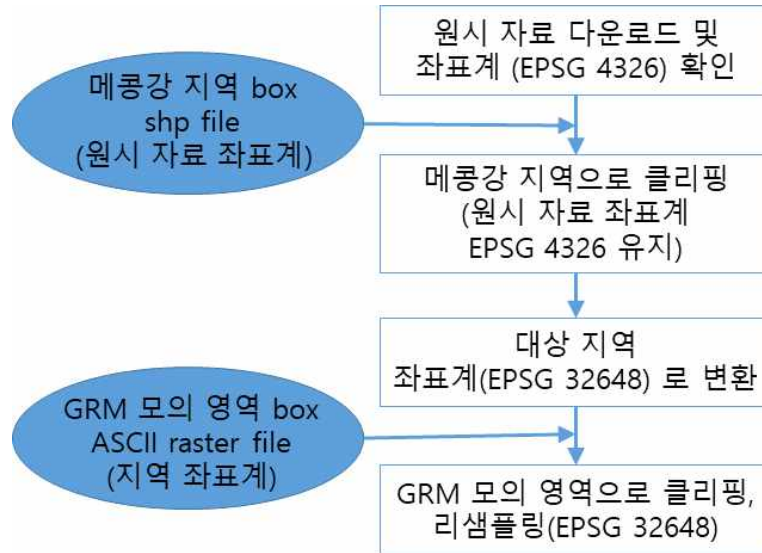 원시 자료 다운로드 및
좌표계 (EPSG 4326) 확인
메콩강 지역 box
shp file
(원시 자료 좌표계)
메콩강 지역으로 클리핑
(원시 자료 좌표계
EPSG 4326 유지)
대상 지역
좌표계(EPSG 32648) 로 변환
GRM 모의 영역 box
ASCII raster file
(지역 좌표계)
GRM 모의 영역으로 클리핑,
리샘플링(EPSG 32648)